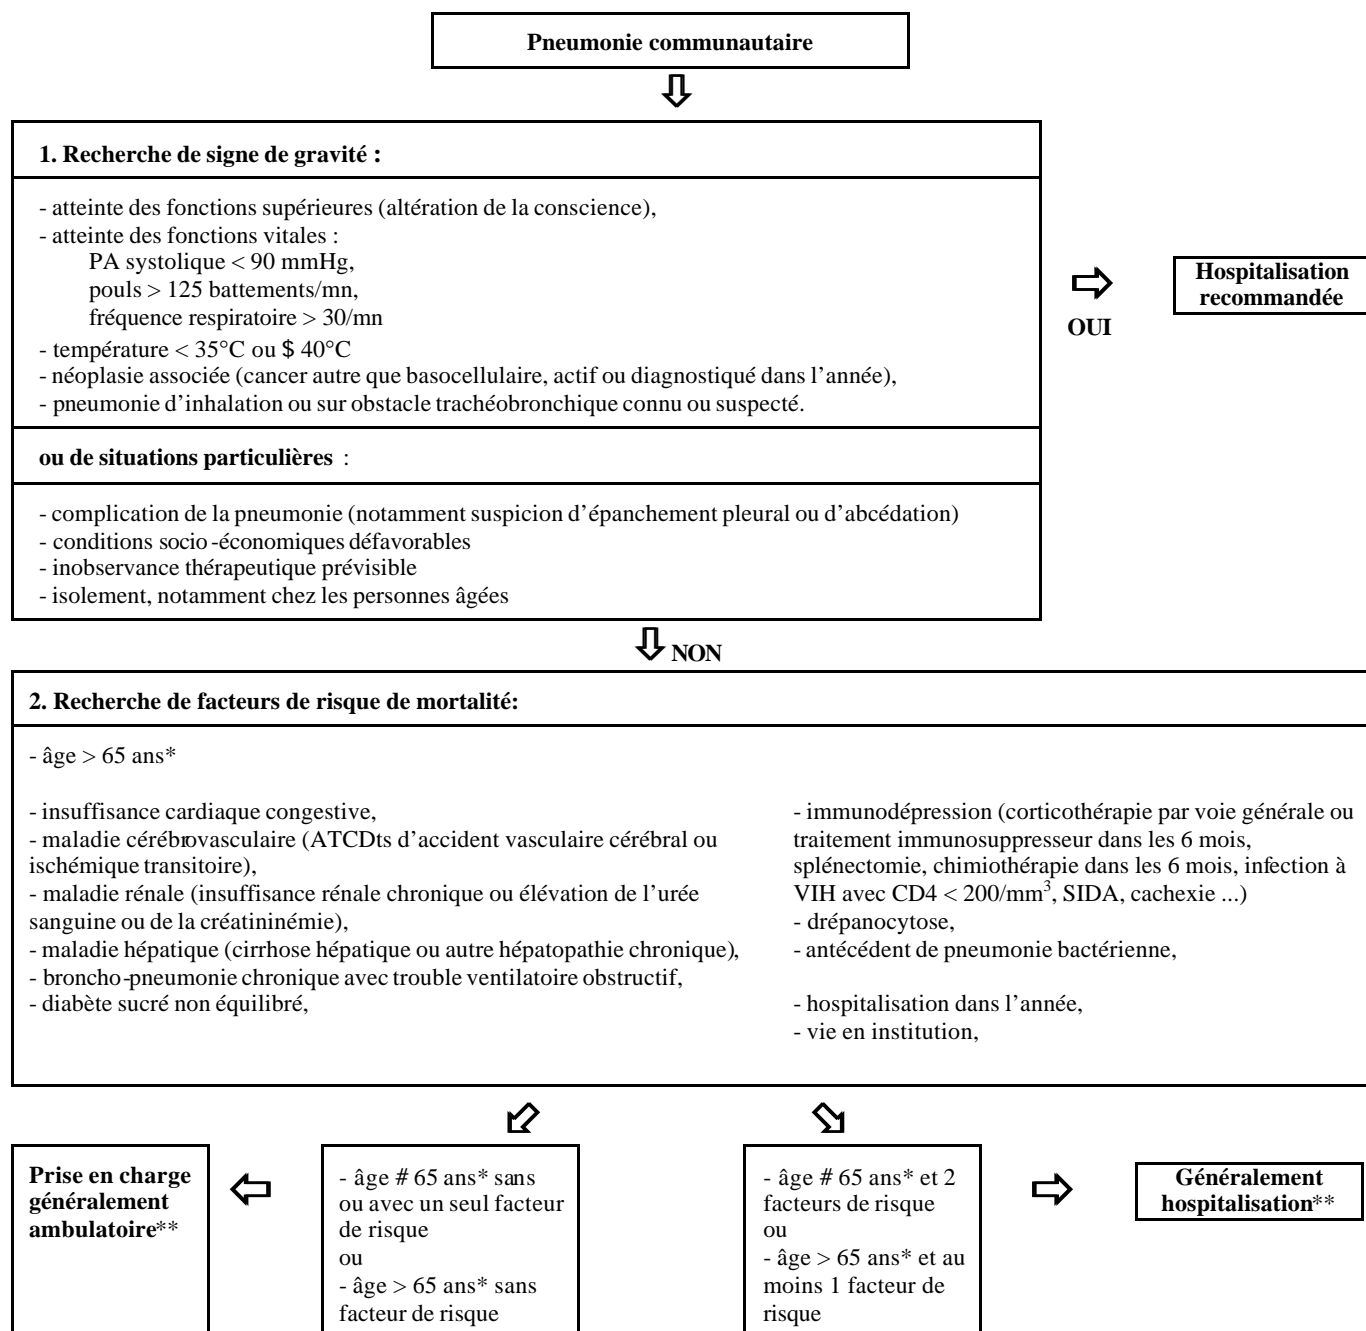 Pneumonie communautaire
1. Recherche de signe de gravité :
- atteinte des fonctions supérieures (altération de la conscience),
- atteinte des fonctions vitales :
PA systolique < 90 mmHg,
pouls > 125 battements/mn,
fréquence respiratoire > 30/mn
- température < 35°C ou $ 40°C
- néoplasie associée (cancer autre que basocellulaire, actif ou diagnostiqué dans l’année),
- pneumonie d’inhalation ou sur obstacle trachéobronchique connu ou suspecté.
OUI
Hospitalisation
recommandée
ou de situations particulières :
- complication de la pneumonie (notamment suspicion d’épanchement pleural ou d’abcédation)
- conditions socio-économiques défavorables
- inobservance thérapeutique prévisible
- isolement, notamment chez les personnes âgées
NON
2. Recherche de facteurs de risque de mortalité:
- âge > 65 ans*
- insuffisance cardiaque congestive,
- maladie cérébrovasculaire (ATCDts d’accident vasculaire cérébral ou
ischémique transitoire),
- maladie rénale (insuffisance rénale chronique ou élévation de l’urée
sanguine ou de la créatininémie),
- maladie hépatique (cirrhose hépatique ou autre hépatopathie chronique),
- broncho-pneumonie chronique avec trouble ventilatoire obstructif,
- diabète sucré non équilibré,
- immunodépression (corticothérapie par voie générale ou
traitement immunosuppresseur dans les 6 mois,
splénectomie, chimiothérapie dans les 6 mois, infection à
VIH avec CD4 < 200/mm³, SIDA, cachexie ...)
- drépanocytose,
- antécédent de pneumonie bactérienne,
- hospitalisation dans l’année,
- vie en institution,
Prise en charge
généralement
ambulatoire**
- âge # 65 ans* sans
ou avec un seul facteur
de risque
ou
- âge > 65 ans* sans
facteur de risque
- âge # 65 ans* et 2
facteurs de risque
ou
- âge > 65 ans* et au
moins 1 facteur de
risque
Généralement
hospitalisation**